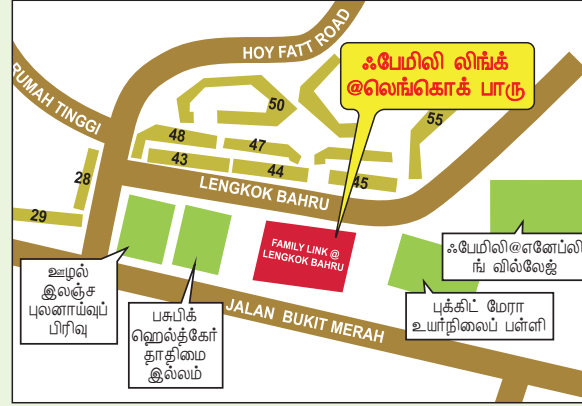 HOY FATT ROAD
RUMAH TINGGI
ஃபேமிலி லிங்க்
@லெங்கொக் பாரு
50
55
48
47
43
44
45
28
29
LENGKOK BAHRU
FAMILY LINK @
LENGKOK BAHRU
JALAN BUKIT MERAH
ஊழல்
இலஞ்ச
புலனாய்வுப்
பிரிவு
பசுபிக்
ஹெல்த்கேர்
தாதிமை
இல்லம்
புக்கிட் மேரா
உயர்நிலைப் பள்ளி
ஃபேமிலி@எனேப்லி
ங் வில்லேஜ்